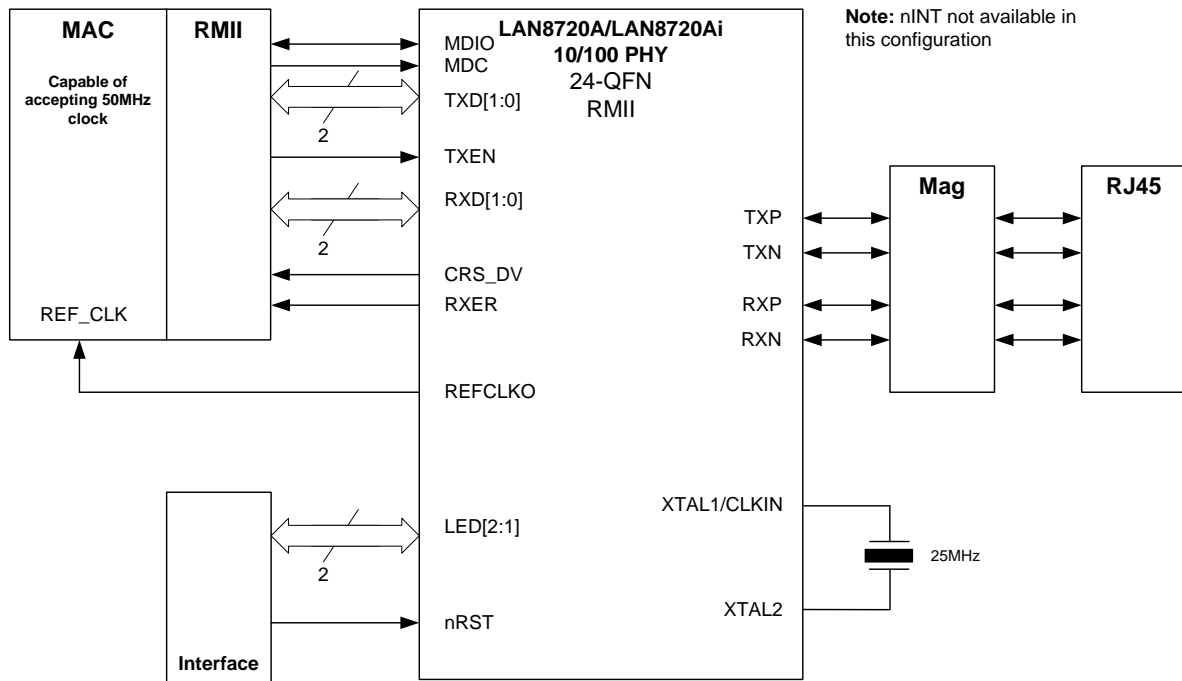 MAC
RMII
Capable of
accepting 50MHz
clock
REF_CLK
LAN8720A/LAN8720Ai
10/100 PHY
24-QFN
RMII
MDIO
MDC
TXD[1:0]
2
TXEN
RXD[1:0]
2
CRS_DV
RXER
REFCLKO
LED[2:1]
2
nRST
Interface
Note: nINT not available in
this configuration
TXP
TXN
RXP
RXN
Mag
RJ45
XTAL1/CLKIN
25MHz
XTAL2